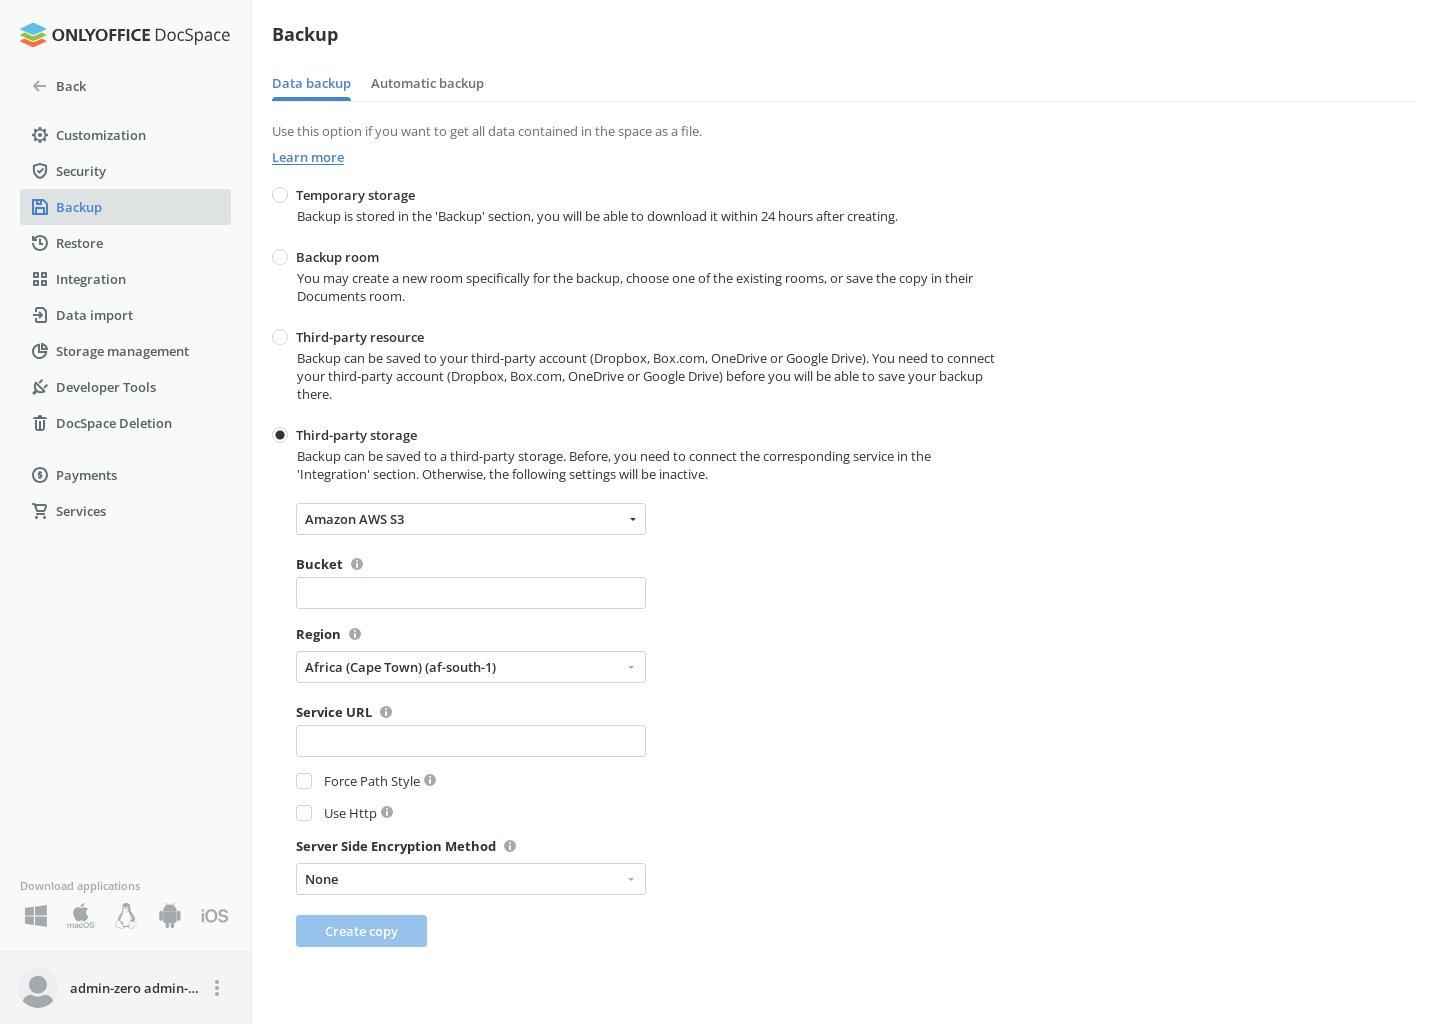 ONLYOFFICE DocSpace
Back
Customization
Security
Backup
Restore
Integration
Data import
Storage management
Developer Tools
DocSpace Deletion
Payments
Services
Download applications
macOS
iOS
admin-zero admin-...
Backup
Data backup
Automatic backup
Use this option if you want to get all data contained in the space as a file.
Learn more
Temporary storage
Backup is stored in the 'Backup' section, you will be able to download it within 24 hours after creating.
Backup room
You may create a new room specifically for the backup, choose one of the existing rooms, or save the copy in their
Documents room.
Third-party resource
Backup can be saved to your third-party account (Dropbox, Box.com, OneDrive or Google Drive). You need to connect
your third-party account (Dropbox, Box.com, OneDrive or Google Drive) before you will be able to save your backup
there.
Third-party storage
Backup can be saved to a third-party storage. Before, you need to connect the corresponding service in the
'Integration' section. Otherwise, the following settings will be inactive.
Amazon AWS S3
Bucket
Region
Africa (Cape Town) (af-south-1)
Service URL
Force Path Style
Use Http
Server Side Encryption Method
None
Create copy